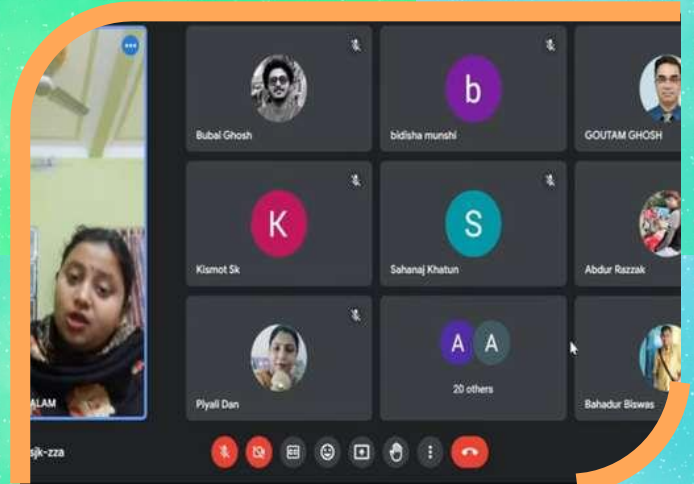 b
Bubai Ghosh
bidisha munshi
GOUTAM GHOSH
K
S
Kismot Sk
Sahanaj Khatun
Abdur Razzak
A A
20 others
ALAM
Piyali Dan
Bahadur Biswas
sjk-zza